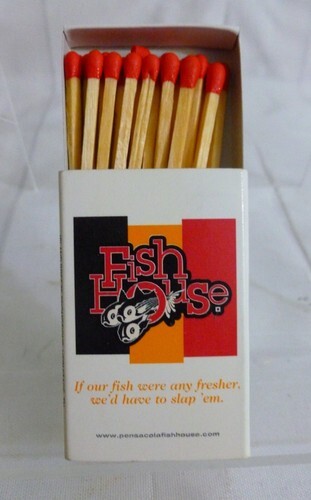 Fish
House
If our fish were any fresher,
we'd have to slap 'em.
www.pensacolafishhouse.com